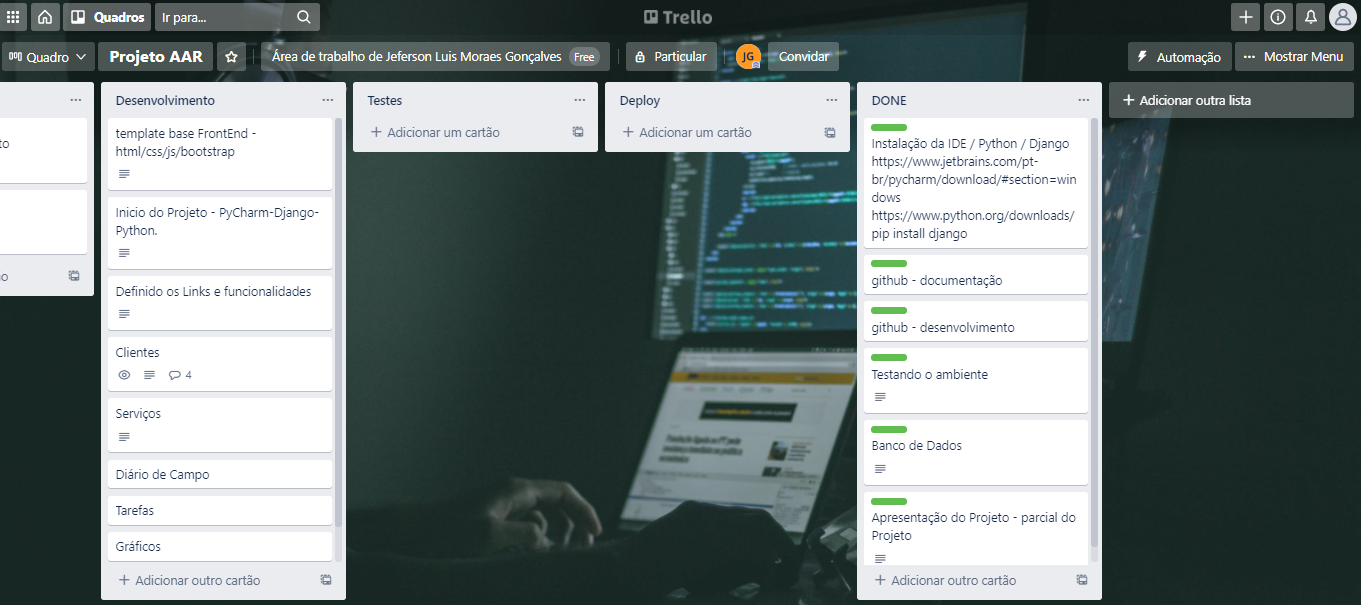 Quadros
Ir para...
Trello
Quadro
Projeto AAR
Área de trabalho de Jeferson Luis Moraes Gonçalves
Free
Particular
JG
Convidar
Automação
Mostrar Menu
to
o
Desenvolvimento
template base FrontEnd -
html/css/js/bootstrap
Inicio do Projeto - PyCharm-Django-
Python.
Definido os Links e funcionalidades
Clientes
4
Serviços
Diário de Campo
Tarefas
Gráficos
Adicionar outro cartão
Testes
Adicionar um cartão
Deploy
Adicionar um cartão
DONE
Instalação da IDE / Python / Django
https://www.jetbrains.com/pt-
br/pycharm/download/#section=win
dows
https://www.python.org/downloads/
pip install django
github - documentação
github - desenvolvimento
Testando o ambiente
Banco de Dados
Apresentação do Projeto - parcial do
Projeto
Adicionar outro cartão
Adicionar outra lista